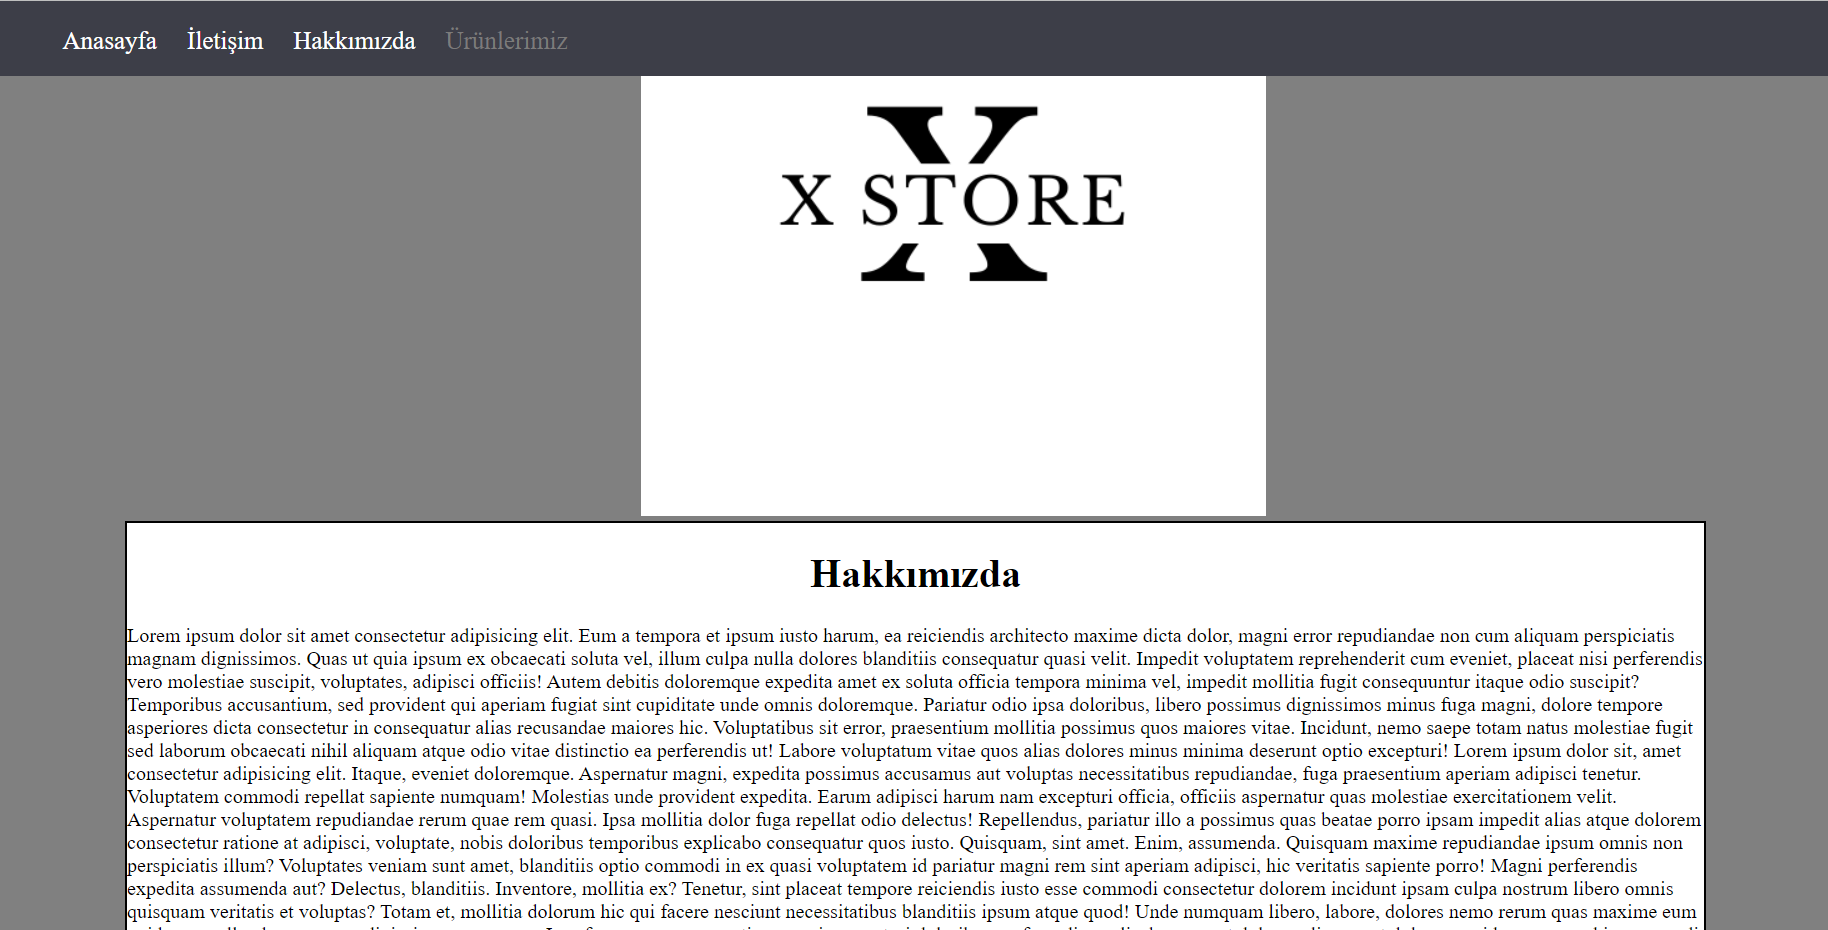 Anasayfa İletişim Hakkımızda Ürünlerimiz
X STORE
Hakkımızda
Lorem ipsum dolor sit amet consectetur adipisicing elit. Eum a tempora et ipsum iusto harum, ea reiciendis architecto maxime dicta dolor, magni error repudiandae non cum aliquam perspiciatis
magnam dignissimos. Quas ut quia ipsum ex obcaecati soluta vel, illum culpa nulla dolores blanditiis consequatur quasi velit. Impedit voluptatem reprehenderit cum eveniet, placeat nisi perferendis
vero molestiae suscipit, voluptates, adipisci officiis! Autem debitis doloremque expedita amet ex soluta officia tempora minima vel, impedit mollitia fugit consequuntur itaque odio suscipit?
Temporibus accusantium, sed provident qui aperiam fugiat sint cupiditate unde omnis doloremque. Pariatur odio ipsa doloribus, libero possimus dignissimos minus fuga magni, dolore tempore
asperiores dicta consectetur in consequatur alias recusandae maiores hic. Voluptatibus sit error, praesentium mollitia possimus quos maiores vitae. Incidunt, nemo saepe totam natus molestiae fugit
sed laborum obcaecati nihil aliquam atque odio vitae distinctio ea perferendis ut! Labore voluptatum vitae quos alias dolores minus minima deserunt optio excepturi! Lorem ipsum dolor sit, amet
consectetur adipisicing elit. Itaque, eveniet doloremque. Aspernatur magni, expedita possimus accusamus aut voluptas necessitatibus repudiandae, fuga praesentium aperiam adipisci tenetur.
Voluptatem commodi repellat sapiente numquam! Molestias unde provident expedita. Earum adipisci harum nam excepturi officia, officiis aspernatur quas molestiae exercitationem velit.
Aspernatur voluptatem repudiandae rerum quae rem quasi. Ipsa mollitia dolor fuga repellat odio delectus! Repellendus, pariatur illo a possimus quas beatae porro ipsam impedit alias atque dolorem
consectetur ratione at adipisci, voluptate, nobis doloribus temporibus explicabo consequatur quos iusto. Quisquam, sint amet. Enim, assumenda. Quisquam maxime repudiandae ipsum omnis non
perspiciatis illum? Voluptates veniam sunt amet, blanditiis optio commodi in ex quasi voluptatem id pariatur magni rem sint aperiam adipisci, hic veritatis sapiente porro! Magni perferendis
expedita assumenda aut? Delectus, blanditiis. Inventore, mollitia ex? Tenetur, sint placeat tempore reiciendis iusto esse commodi consectetur dolorem incidunt ipsam culpa nostrum libero omnis
quisquam veritatis et voluptas? Totam et, mollitia dolorum hic qui facere nesciunt necessitatibus blanditiis ipsum atque quod! Unde numquam libero, labore, dolores nemo rerum quas maxime eum